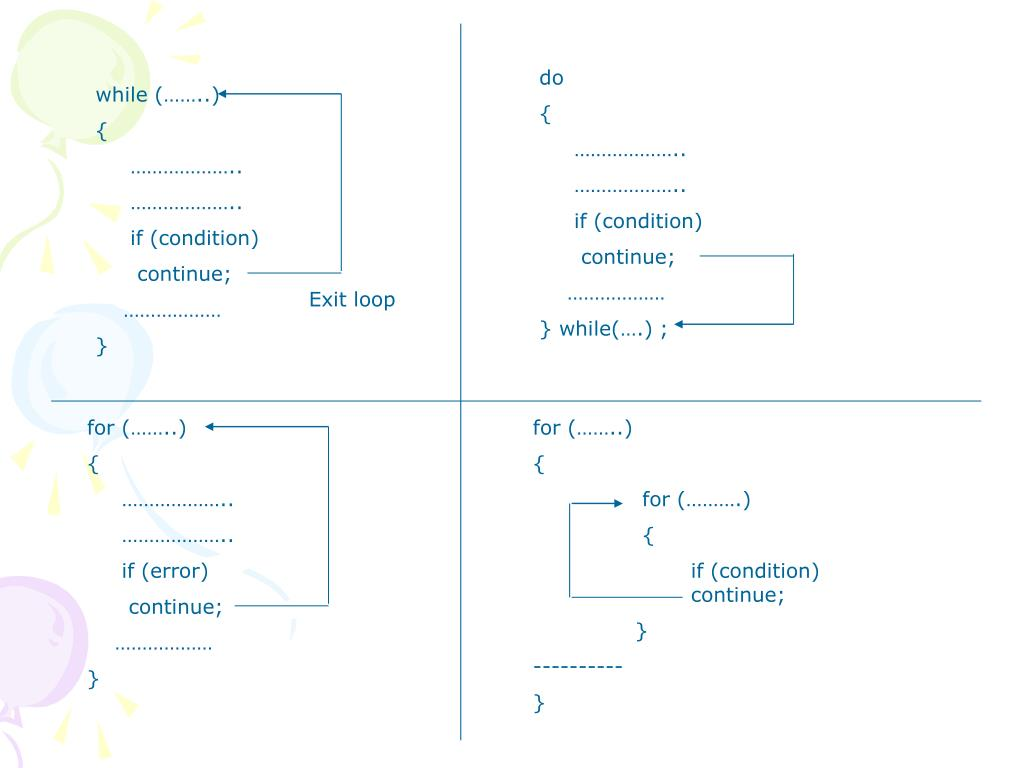 while (……..)
{
………………..
………………..
if (condition)
continue;
Exit loop
………………
}
do
{
………………..
………………..
if (condition)
continue;
………………
} while(….) ;
for (……..)
{
………………..
………………..
if (error)
continue;
………………
}
for (……..)
{
for (……….)
{
if (condition)
continue;
}
----------
}